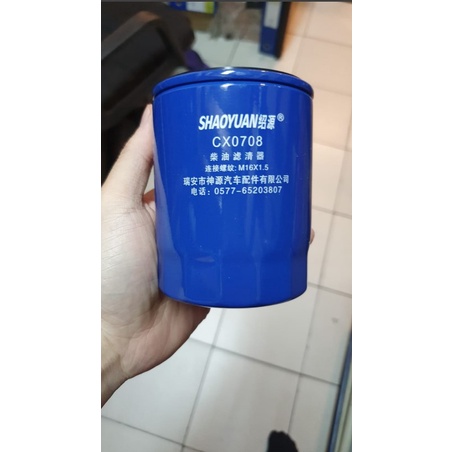 SHAOYUAN绍源®
CX0708
柴油滤清器
连接螺纹: M16X1.5
瑞安市神源汽车配件有限公司
电话: 0577-65203807